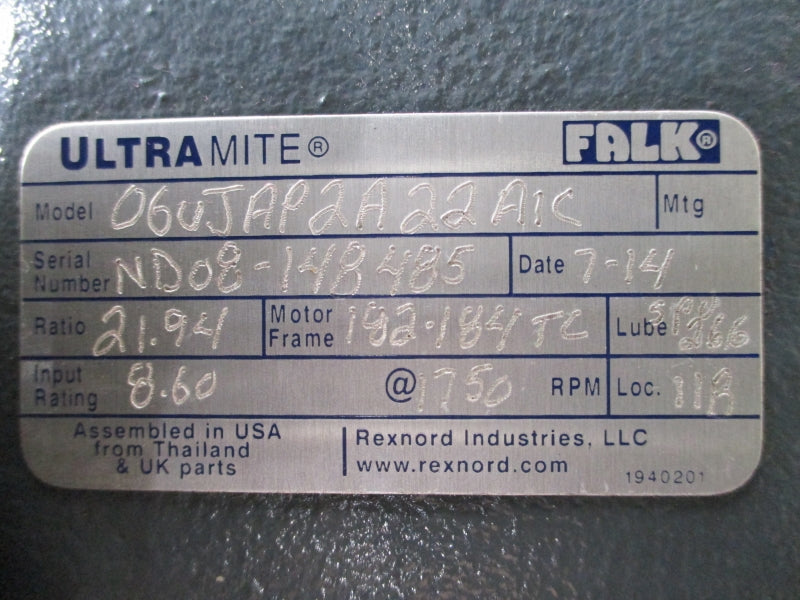 ULTRAMITE® FALK®
Model 06UJAP2A22A1C Mtg
Serial Number ND08-148485 Date 7-14
Ratio 21.94 Motor Frame 182-184TC Lube
Input Rating 8.60 @ 1750 RPM Loc.
Assembled in USA
from Thailand
& UK parts
Rexnord Industries, LLC
www.rexnord.com
1940201